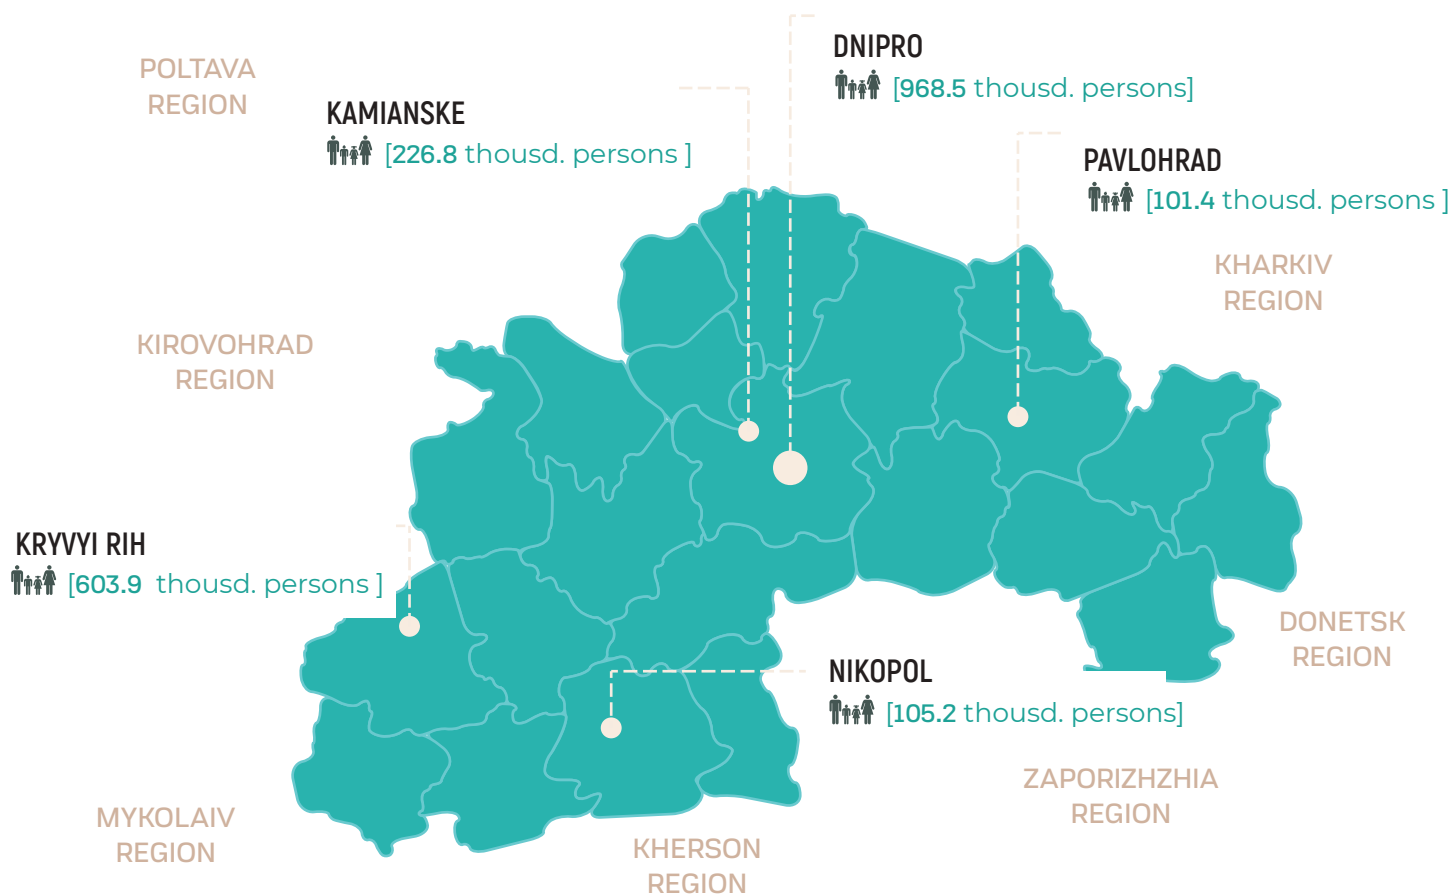 DNIPRO
[968.5 thousd. persons]
POLTAVA
REGION
KAMIANSKE
[226.8 thousd. persons ]
PAVLOHRAD
[101.4 thousd. persons ]
KHARKIV
REGION
KIROVOHRAD
REGION
KRYVYI RIH
[603.9 thousd. persons ]
DONETSK
REGION
NIKOPOL
[105.2 thousd. persons]
ZAPORIZHZHIA
REGION
MYKOLAIV
REGION
KHERSON
REGION